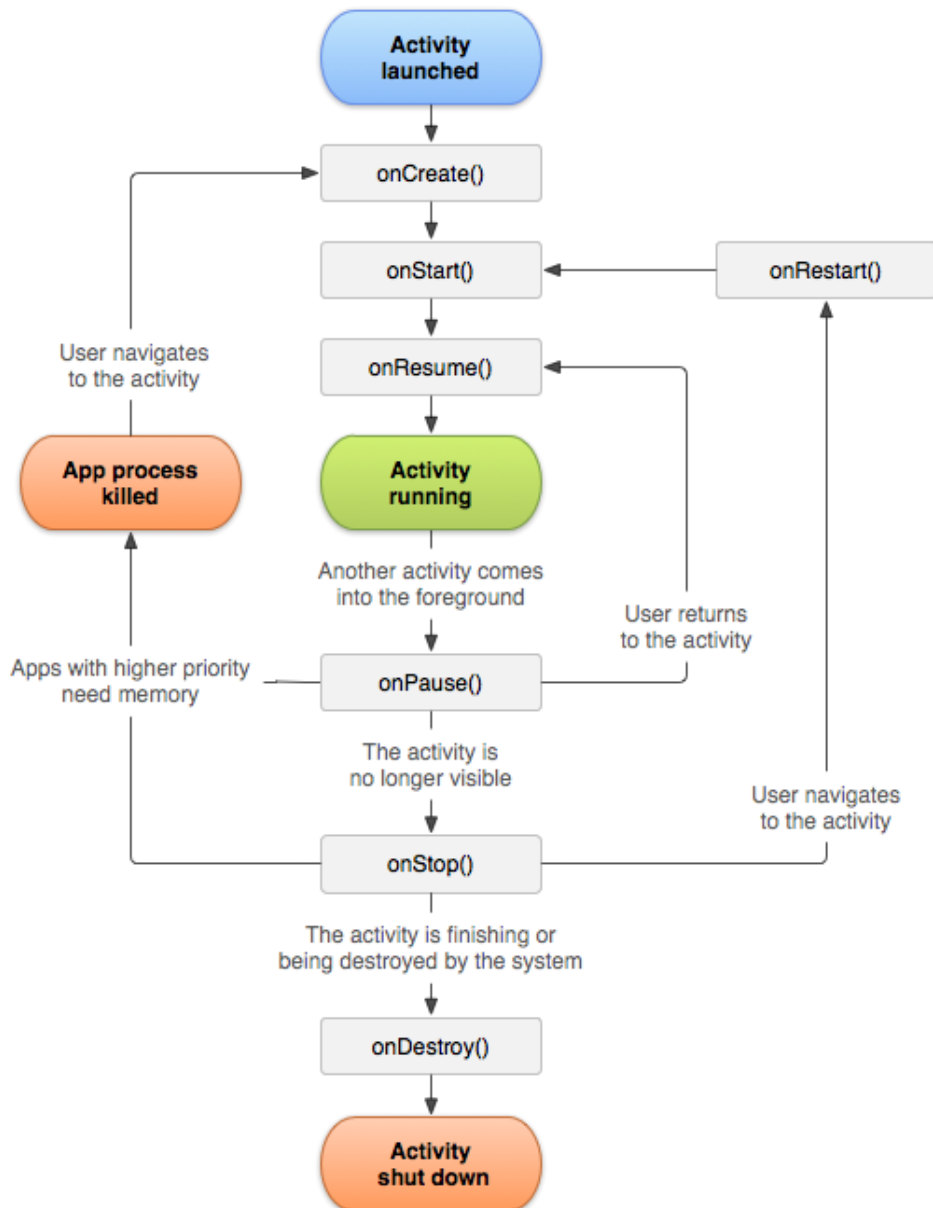 Activity
launched
onCreate()
onStart()
onRestart()
onResume()
User navigates
to the activity
App process
killed
Activity
running
Another activity comes
into the foreground
User returns
to the activity
Apps with higher priority
need memory
onPause()
The activity is
no longer visible
User navigates
to the activity
onStop()
The activity is finishing or
being destroyed by the system
onDestroy()
Activity
shut down